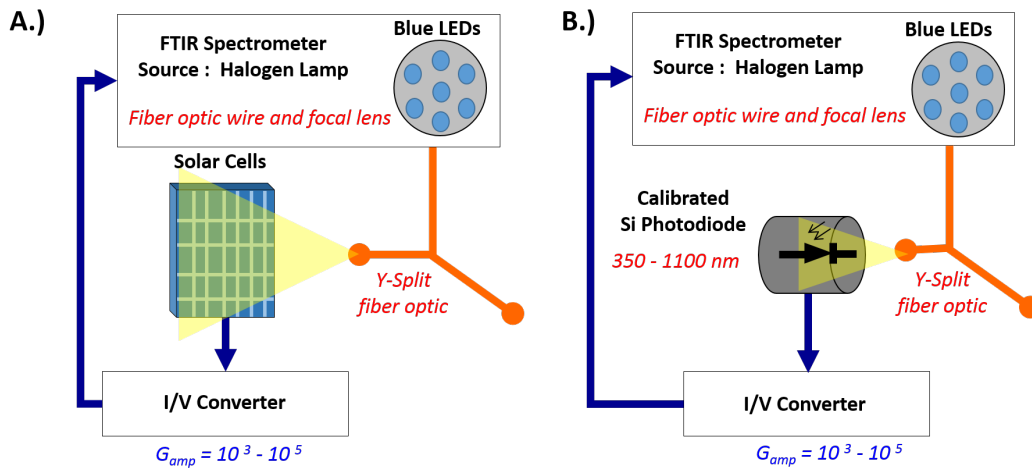 A.)
FTIR Spectrometer
Source :  Halogen Lamp
Blue LEDs
Fiber optic wire and focal lens
Solar Cells
Y-Split
fiber optic
I/V Converter
G_amp = 10^3 - 10^5
B.)
FTIR Spectrometer
Source :  Halogen Lamp
Blue LEDs
Fiber optic wire and focal lens
Calibrated
Si Photodiode
350 - 1100 nm
Y-Split
fiber optic
I/V Converter
G_amp = 10^3 - 10^5